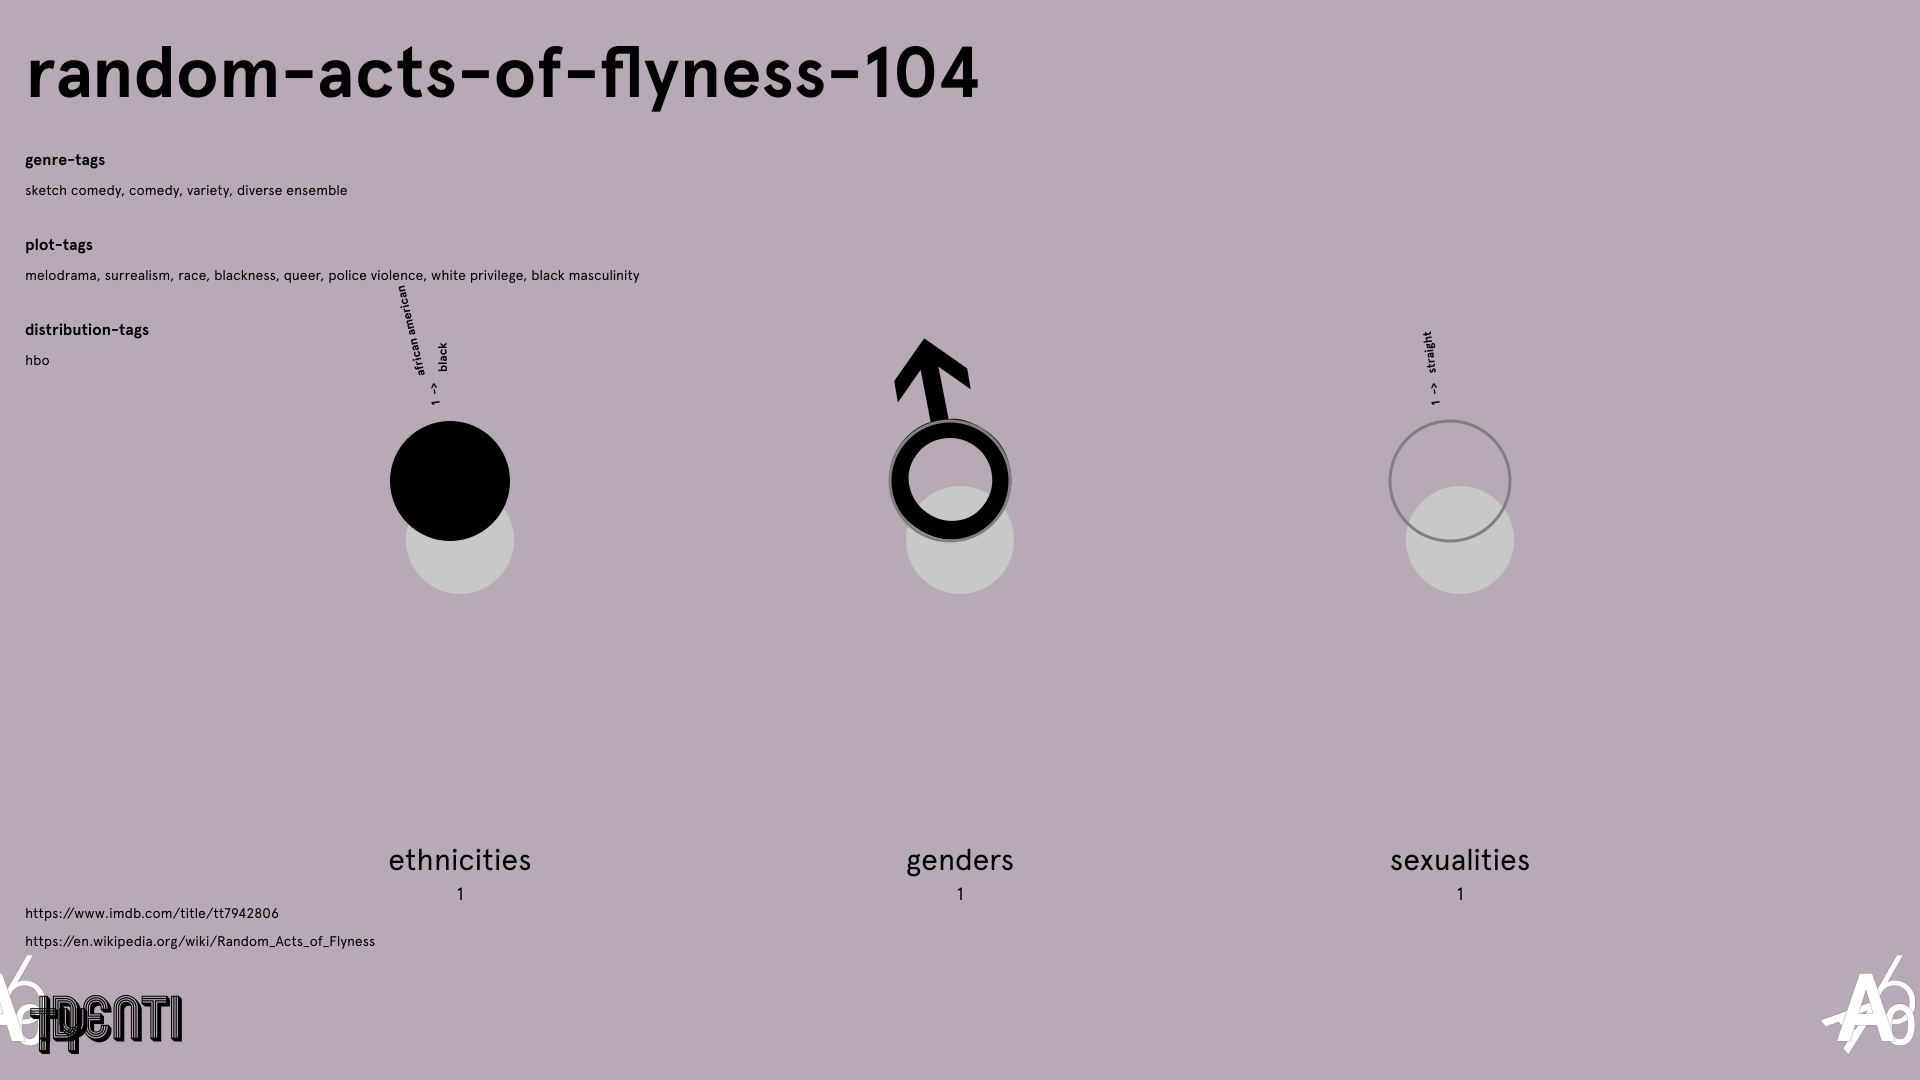 random-acts-of-flyness-104
genre-tags
sketch comedy, comedy, variety, diverse ensemble
plot-tags
melodrama, surrealism, race, blackness, queer, police violence, white privilege, black masculinity
distribution-tags
hbo
african american
1 -> black
1 -> straight
ethnicities
1
genders
1
sexualities
1
https://www.imdb.com/title/tt7942806
https://en.wikipedia.org/wiki/Random_Acts_of_Flyness
IDENTI